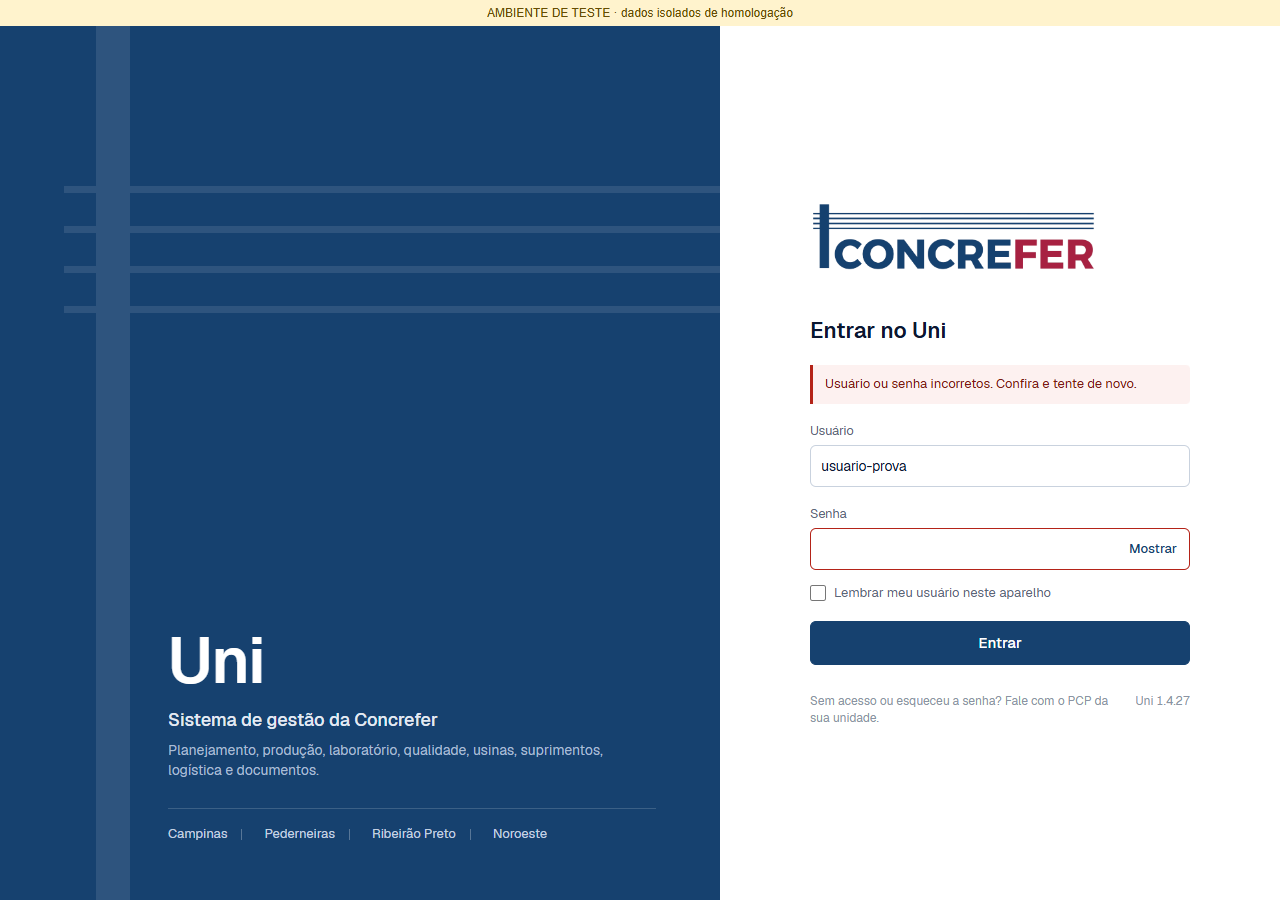 AMBIENTE DE TESTE · dados isolados de homologação
CONCREFER
Entrar no Uni
Usuário ou senha incorretos. Confira e tente de novo.
Usuário
usuario-prova
Senha
Mostrar
Lembrar meu usuário neste aparelho
Entrar
Sem acesso ou esqueceu a senha? Fale com o PCP da
sua unidade.
Uni 1.4.27
Uni
Sistema de gestão da Concrefer
Planejamento, produção, laboratório, qualidade, usinas, suprimentos,
logística e documentos.
Campinas | Pederneiras | Ribeirão Preto | Noroeste